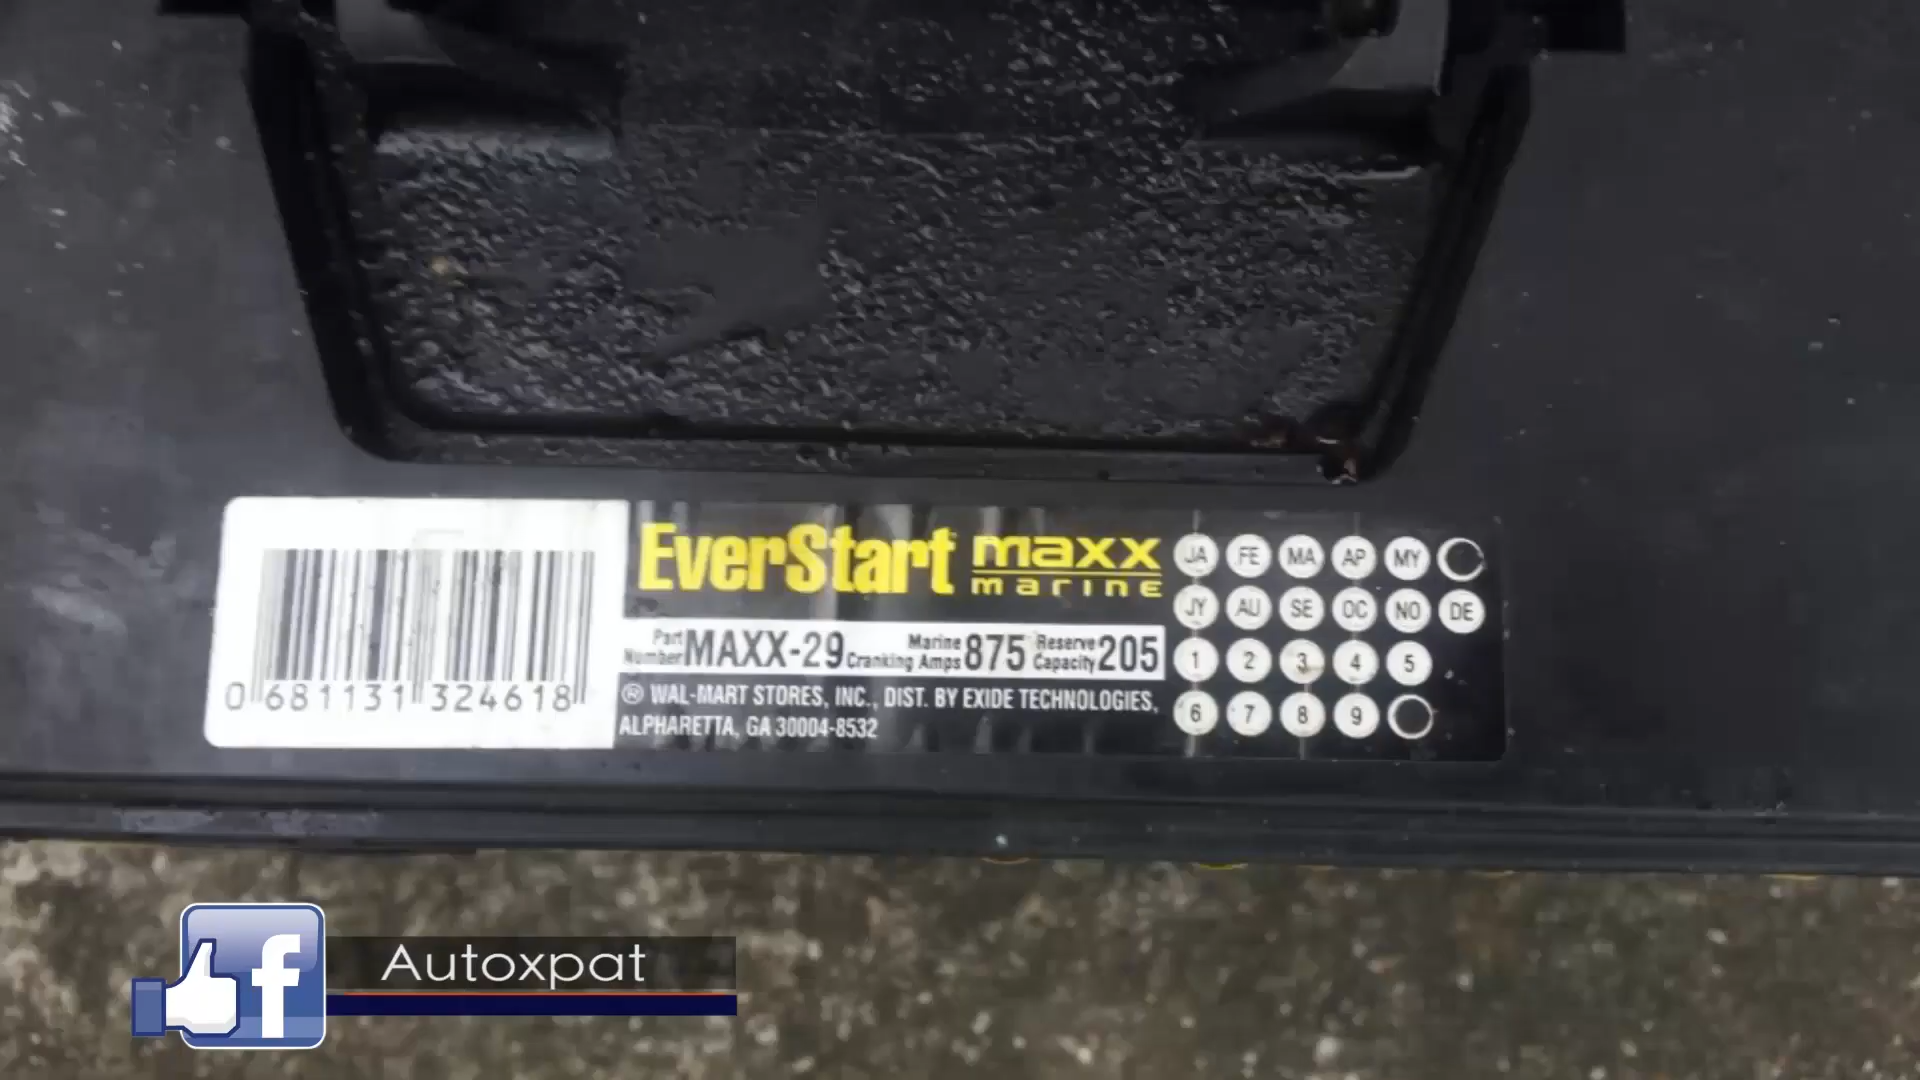 EverStart maxx
marine
JA FE MA AP MY
JY AU SE OC NO DE
Part Number MAXX-29 Marine Cranking Amps 875 Reserve Capacity 205
1 2 3 4 5
6 7 8 9
® WAL-MART STORES, INC., DIST. BY EXIDE TECHNOLOGIES,
ALPHARETTA, GA 30004-8532
0 681131 324618
f Autoxpat